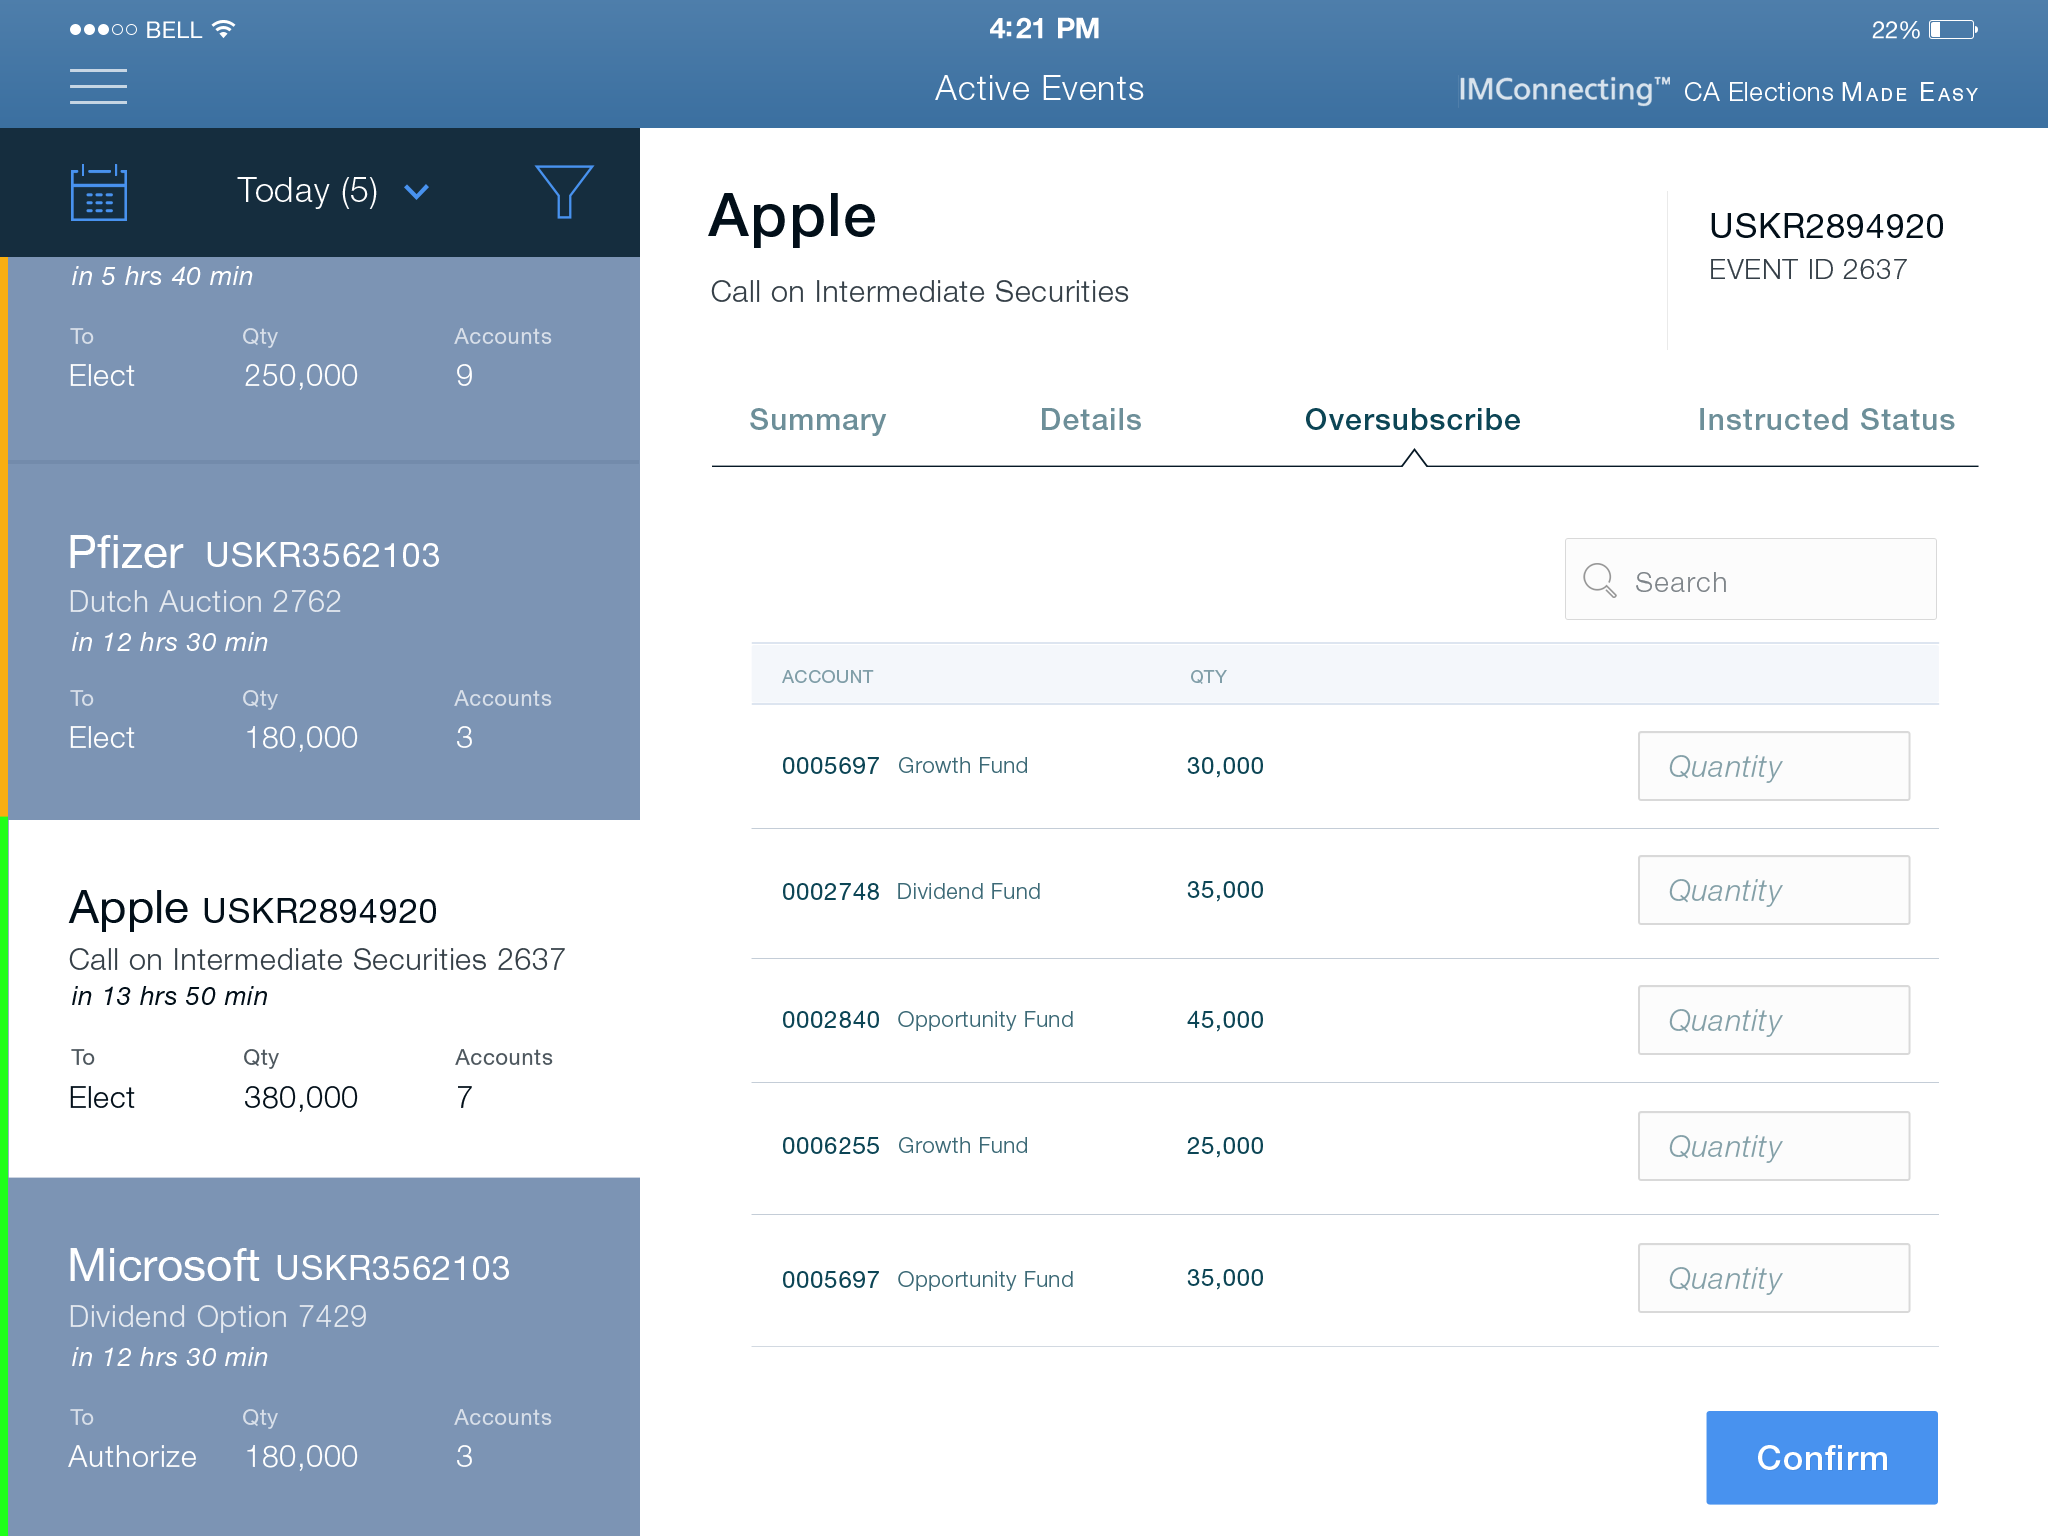 BELL
4:21 PM
22%
Active Events
IMConnecting™ CA Elections MADE EASY
Today (5)
in 5 hrs 40 min
To Qty Accounts
Elect 250,000 9
Pfizer USKR3562103
Dutch Auction 2762
in 12 hrs 30 min
To Qty Accounts
Elect 180,000 3
Apple USKR2894920
Call on Intermediate Securities 2637
in 13 hrs 50 min
To Qty Accounts
Elect 380,000 7
Microsoft USKR3562103
Dividend Option 7429
in 12 hrs 30 min
To Qty Accounts
Authorize 180,000 3
Apple
Call on Intermediate Securities
USKR2894920
EVENT ID 2637
Summary Details Oversubscribe Instructed Status
Search
ACCOUNT QTY
0005697 Growth Fund 30,000 Quantity
0002748 Dividend Fund 35,000 Quantity
0002840 Opportunity Fund 45,000 Quantity
0006255 Growth Fund 25,000 Quantity
0005697 Opportunity Fund 35,000 Quantity
Confirm